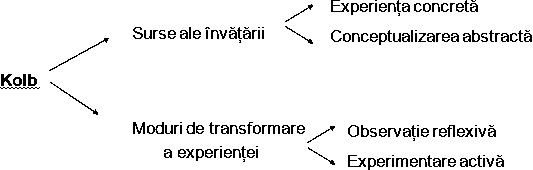 Experiența concretă
Surse ale învățării
Conceptualizarea abstractă
Kolb
Moduri de transformare
a experienței
Observație reflexivă
Experimentare activă